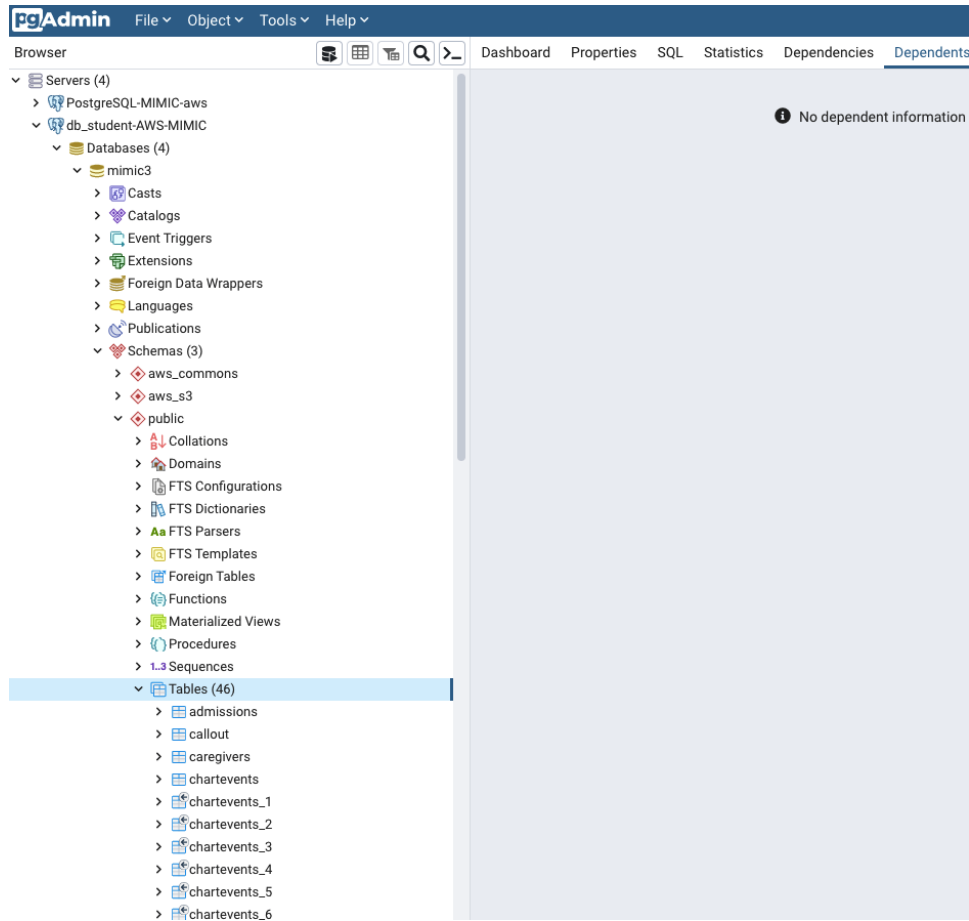 pgAdmin File Object Tools Help
Browser Dashboard Properties SQL Statistics Dependencies Dependents
Servers (4)
No dependent information
PostgreSQL-MIMIC-aws
db_student-AWS-MIMIC
Databases (4)
mimic3
Casts
Catalogs
Event Triggers
Extensions
Foreign Data Wrappers
Languages
Publications
Schemas (3)
aws_commons
aws_s3
public
Collations
Domains
FTS Configurations
FTS Dictionaries
Aa FTS Parsers
FTS Templates
Foreign Tables
Functions
Materialized Views
Procedures
1..3 Sequences
Tables (46)
admissions
callout
caregivers
chartevents
chartevents_1
chartevents_2
chartevents_3
chartevents_4
chartevents_5
chartevents_6